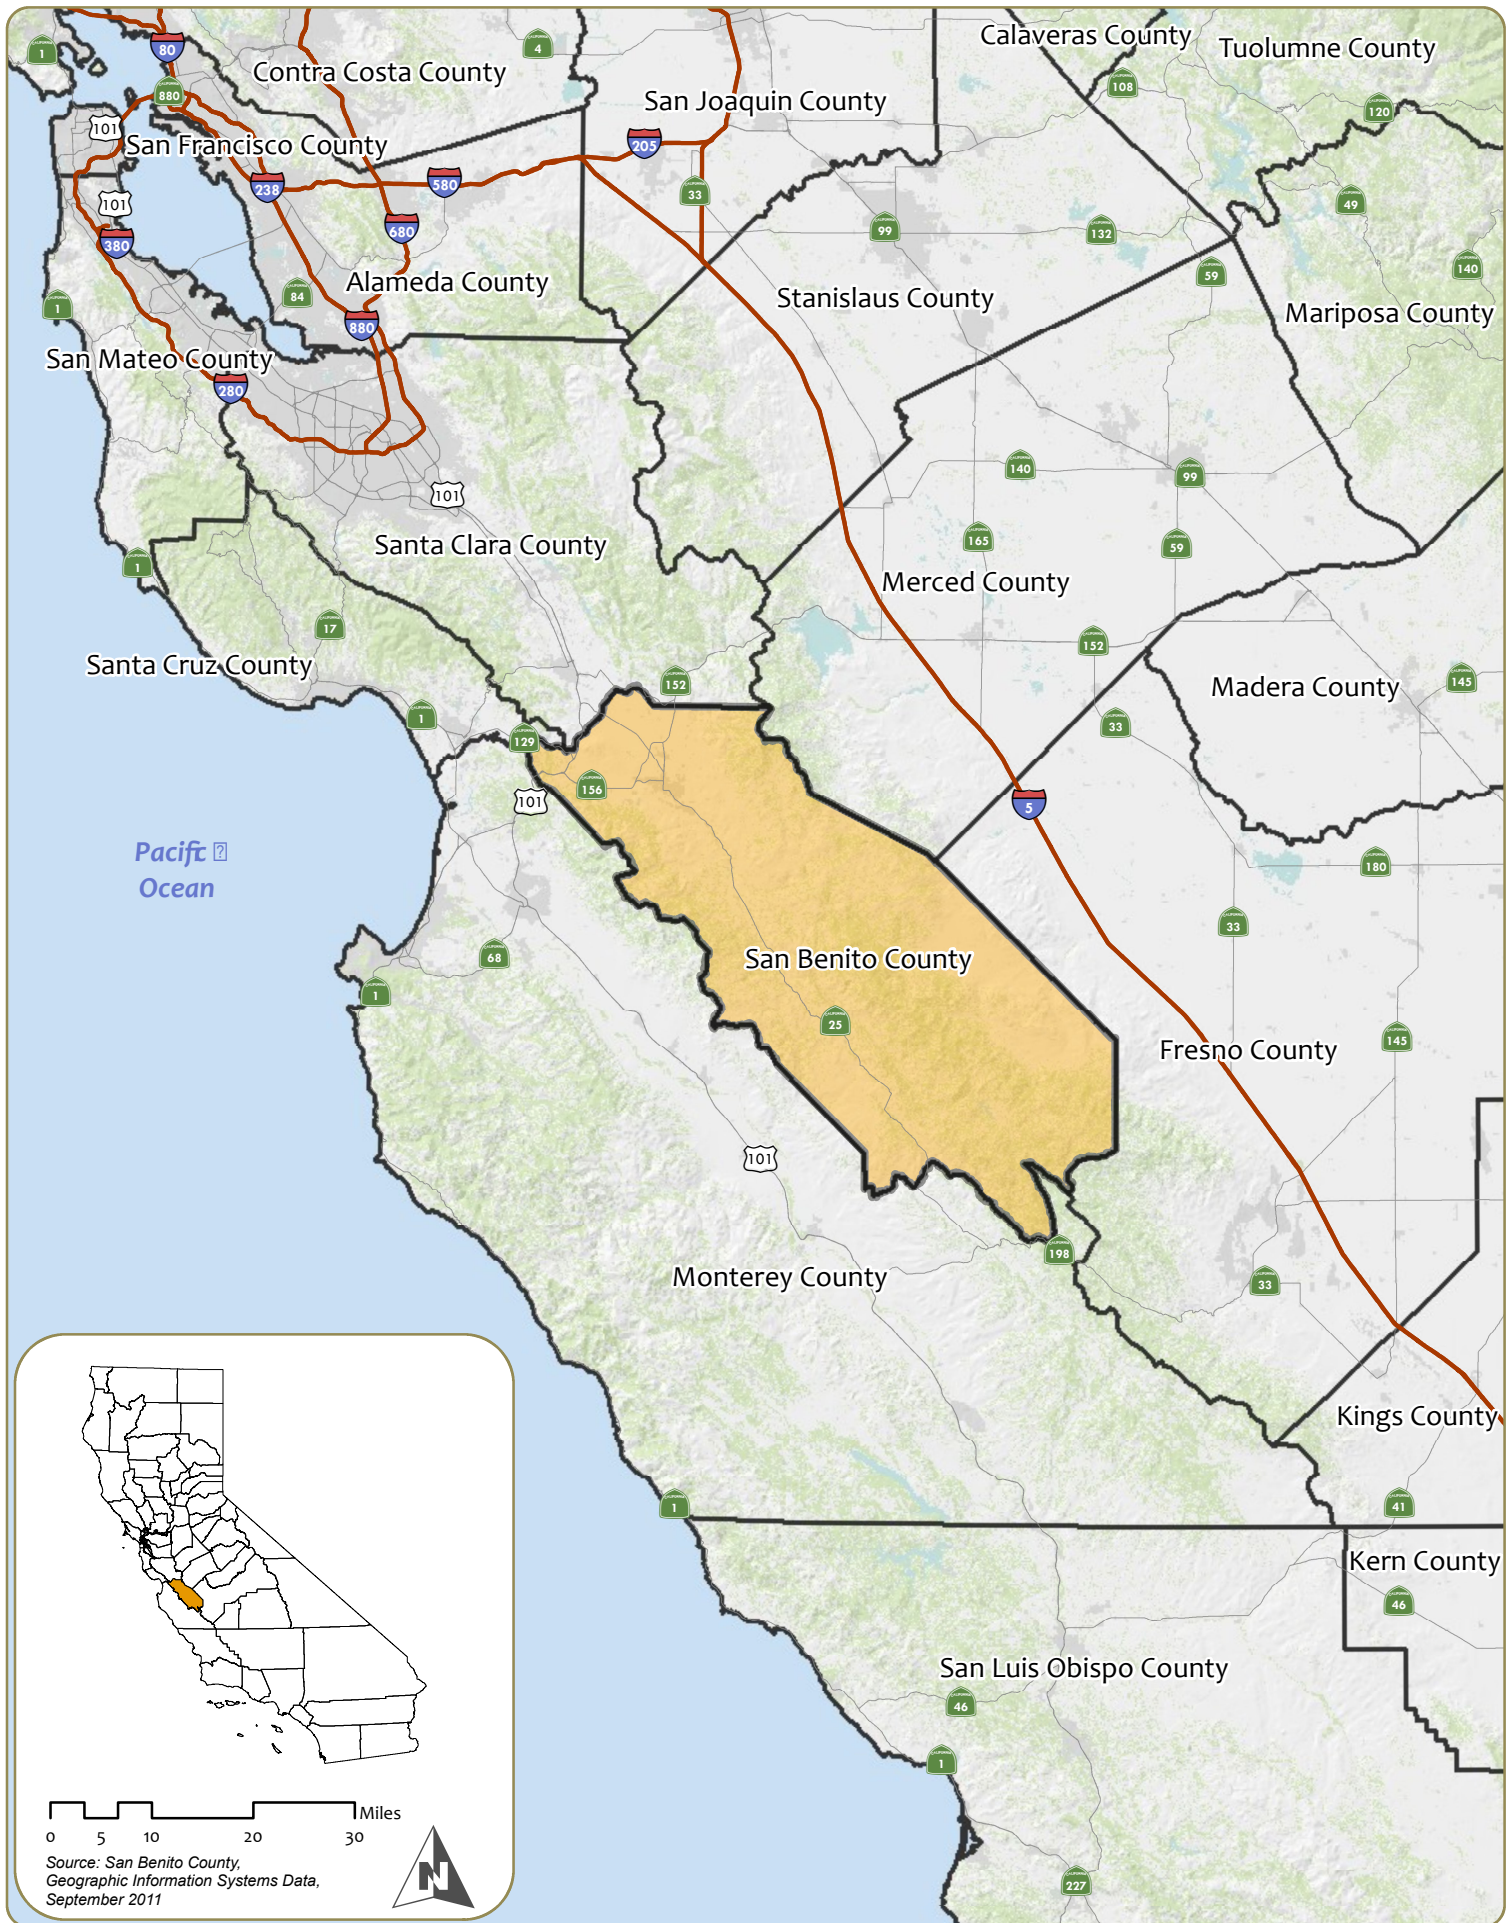 Calaveras County
Tuolumne County
1
80
4
Contra Costa County
108
880
San Joaquin County
120
101
San Francisco County
205
238
580
33
49
101
680
99
132
380
140
59
Alameda County
84
Stanislaus County
1
Mariposa County
880
San Mateo County
280
140
99
101
165
Santa Clara County
59
1
Merced County
17
152
Santa Cruz County
152
145
Madera County
1
33
129
156
101
5
Pacific
Ocean
180
33
68
San Benito County
1
25
145
Fresno County
101
198
Monterey County
33
Kings County
1
41
Kern County
46
San Luis Obispo County
46
1
227
Miles
0 5 10 20 30
Source: San Benito County,
Geographic Information Systems Data,
September 2011
N